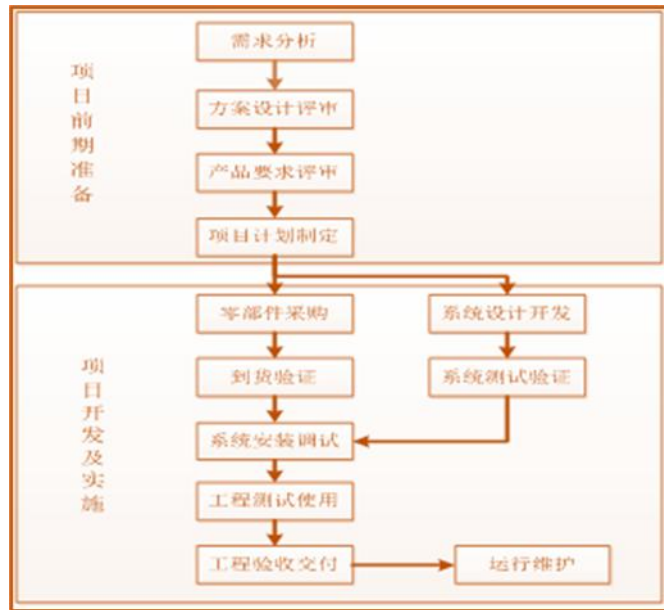 项目前期准备
需求分析
方案设计评审
产品要求评审
项目计划制定
项目开发及实施
零部件采购
系统设计开发
到货验证
系统测试验证
系统安装调试
工程测试使用
工程验收交付
运行维护